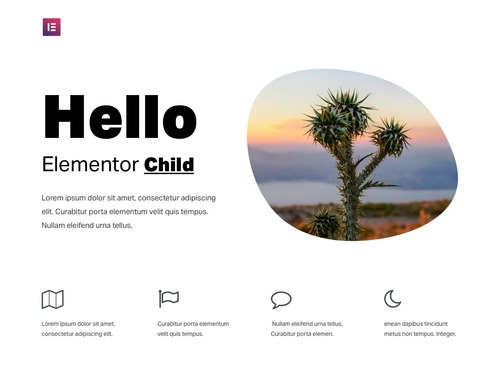 Hello
Elementor Child
Lorem ipsum dolor sit amet, consectetur adipiscing
elit. Curabitur porta elementum velit quis tempus.
Nullam eleifend urna tellus,
Lorem ipsum dolor sit amet,
consectetur adipiscing elit.
Curabitur porta elementum
velit quis tempus.
Nullam eleifend urna tellus,
Curabitur porta elemen.
enean dapibus tincidunt
metus non tempus. Integer.